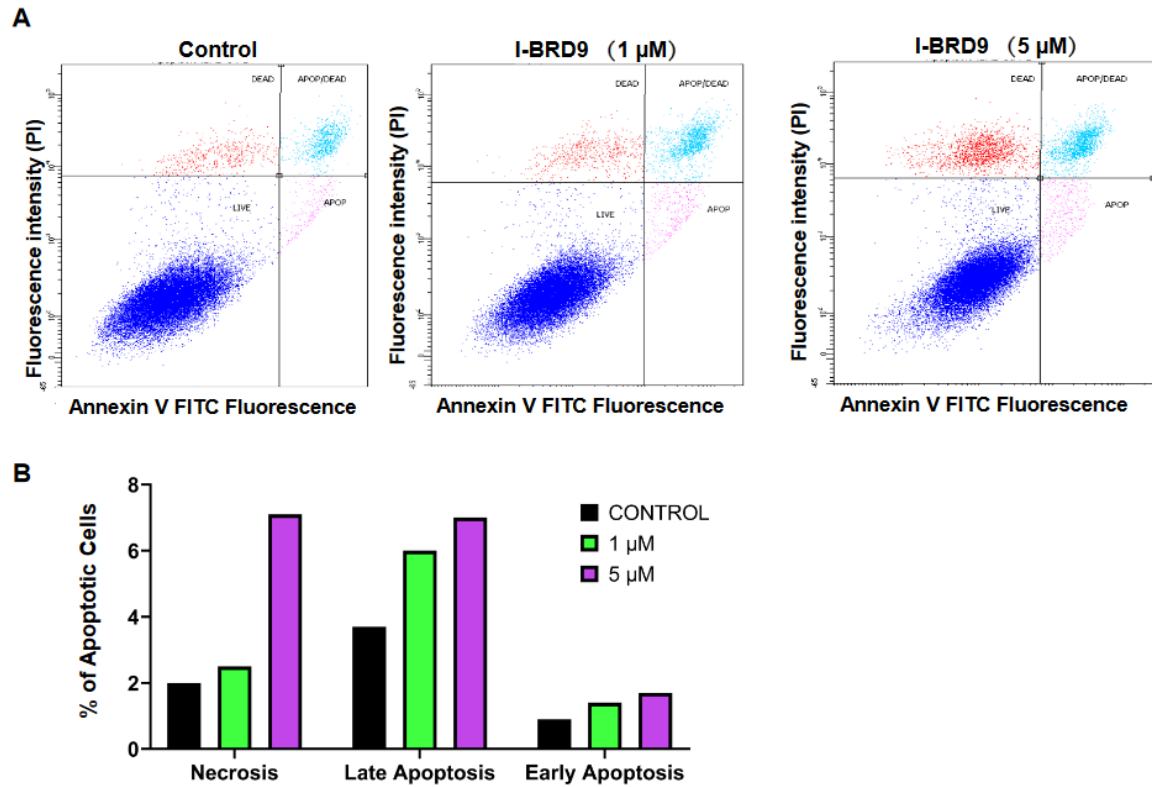 A
Control
DEAD
APOP/DEAD
LIVE
APOP
Fluorescence intensity (PI)
Annexin V FITC Fluorescence
I-BRD9 （1 μM）
DEAD
APOP/DEAD
LIVE
APOP
Fluorescence intensity (PI)
Annexin V FITC Fluorescence
I-BRD9 （5 μM）
DEAD
APOP/DEAD
LIVE
APOP
Fluorescence intensity (PI)
Annexin V FITC Fluorescence
B
% of Apoptotic Cells
8
6
4
2
0
CONTROL
1 μM
5 μM
Necrosis
Late Apoptosis
Early Apoptosis